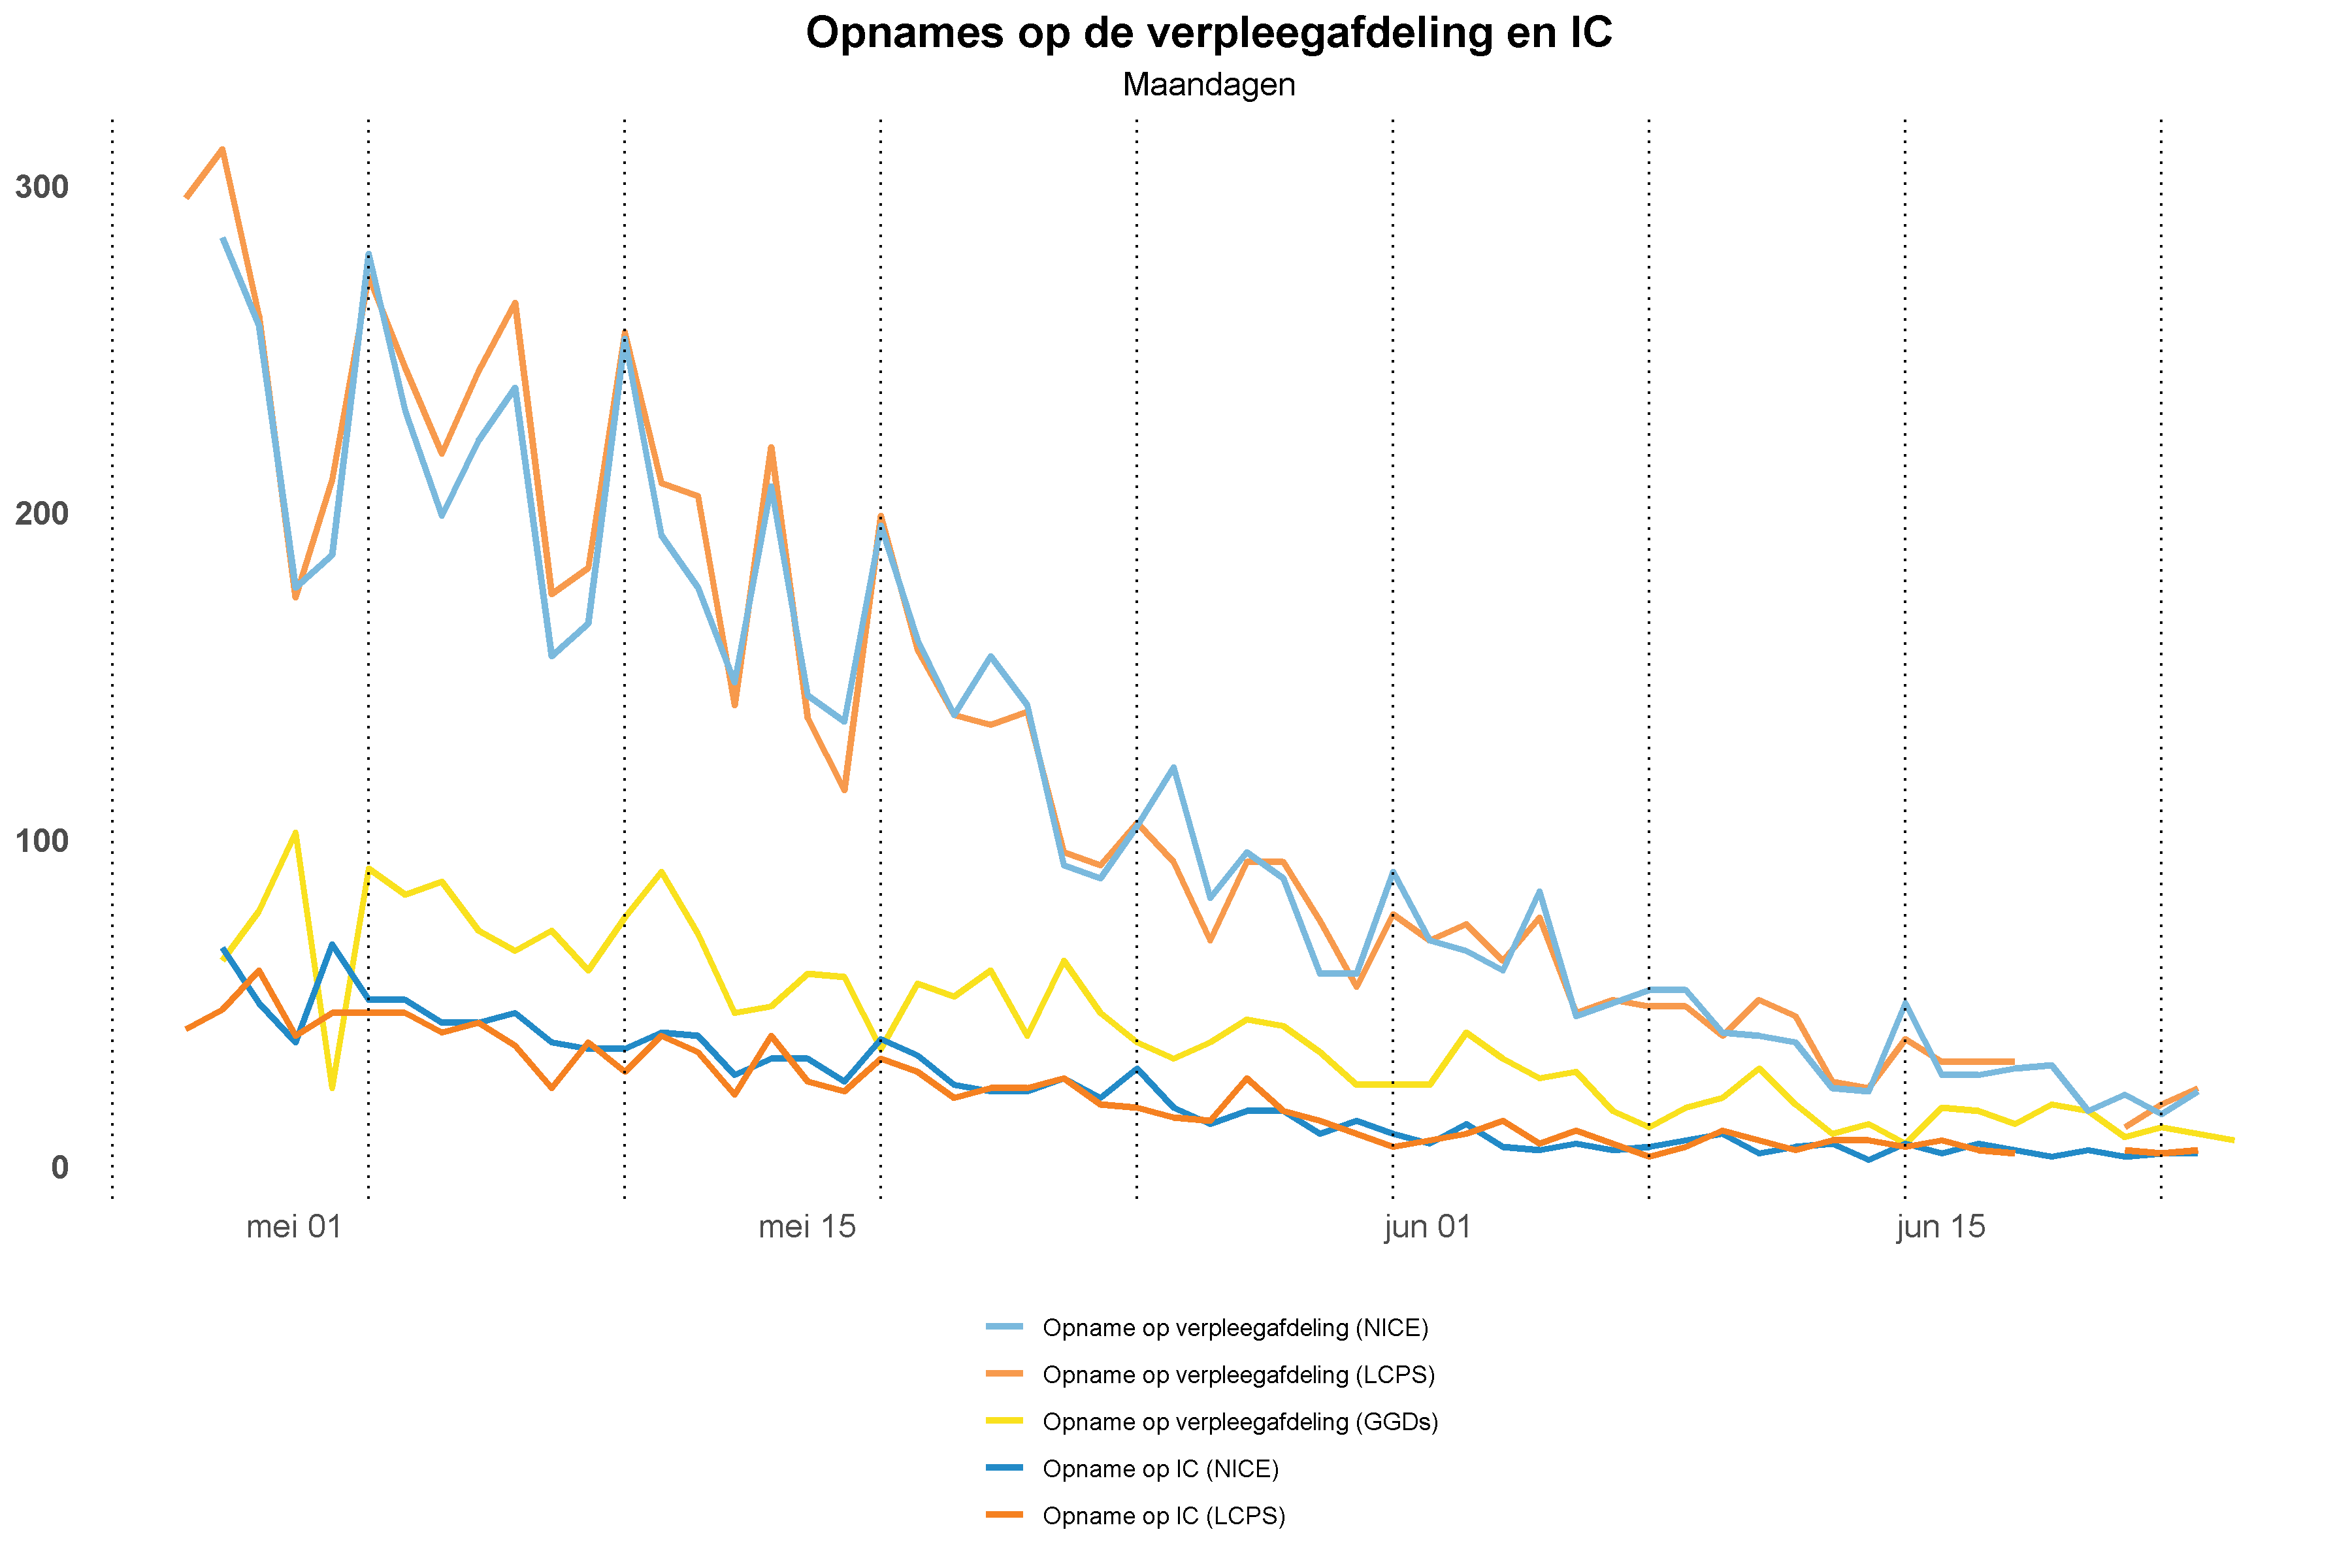 Opnames op de verpleegafdeling en IC
Maandagen
300
200
100
0
mei 01
mei 15
jun 01
jun 15
Opname op verpleegafdeling (NICE)
Opname op verpleegafdeling (LCPS)
Opname op verpleegafdeling (GGDs)
Opname op IC (NICE)
Opname op IC (LCPS)